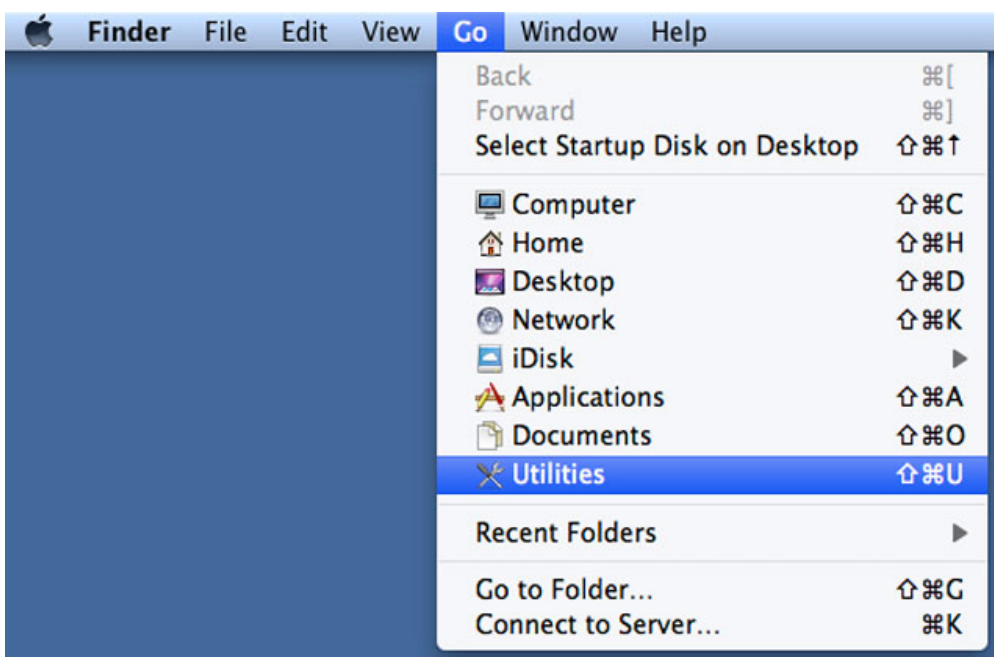 Finder File Edit View Go Window Help
Back ⌘[
Forward ⌘]
Select Startup Disk on Desktop ⇧⌘↑
Computer ⇧⌘C
Home ⇧⌘H
Desktop ⇧⌘D
Network ⇧⌘K
iDisk ▶
Applications ⇧⌘A
Documents ⇧⌘O
Utilities ⇧⌘U
Recent Folders ▶
Go to Folder... ⇧⌘G
Connect to Server... ⌘K